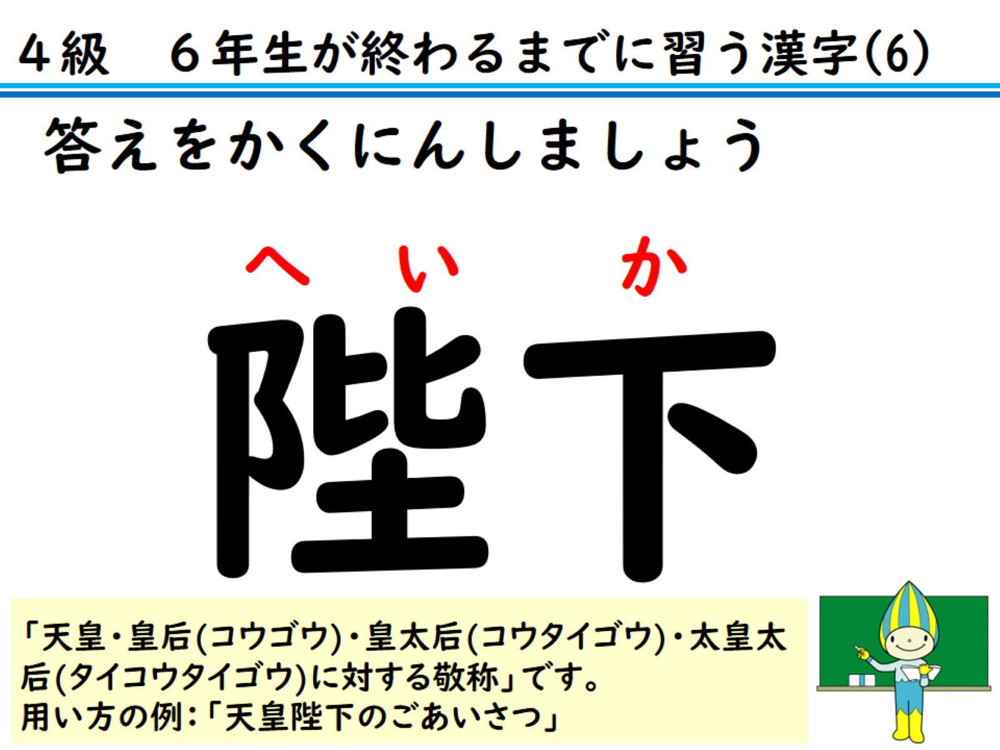 ４級　６年生が終わるまでに習う漢字(6)
答えをかくにんしましょう
へいか
陛下
「天皇・皇后(コウゴウ)・皇太后(コウタイゴウ)・太皇太
后(タイコウタイゴウ)に対する敬称」です。
用い方の例：「天皇陛下のごあいさつ」